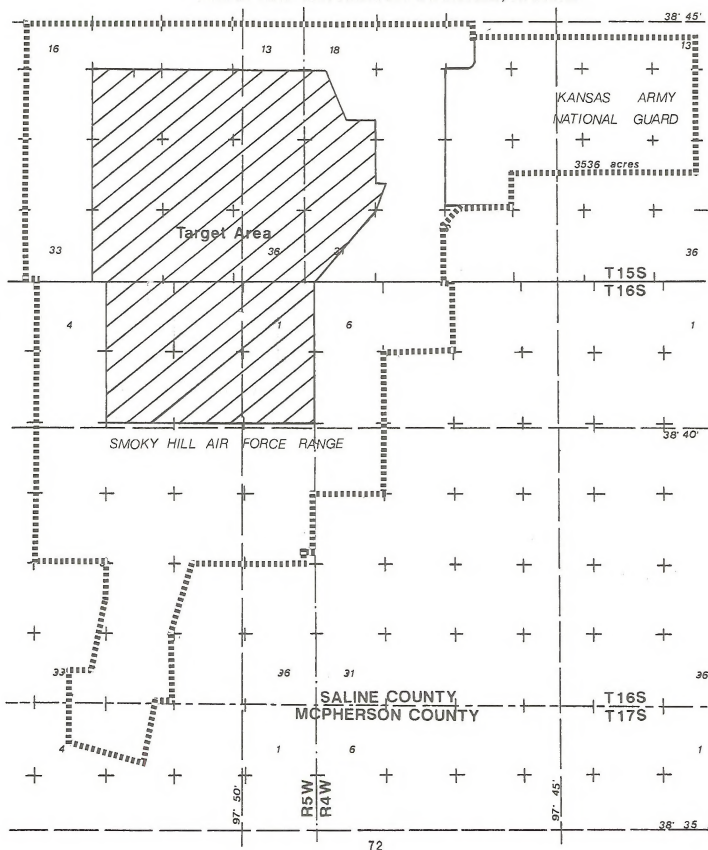 38° 45'
16 13 18 13
KANSAS ARMY
NATIONAL GUARD
3536 acres
Target Area
33 36 31 36
T15S
T16S
4 1 6 1
38° 40'
SMOKY HILL AIR FORCE RANGE
33 36 31 36
SALINE COUNTY T16S
MCPHERSON COUNTY T17S
4 1 6 1
97° 50'
R5W
R4W
97° 45'
38° 35
72